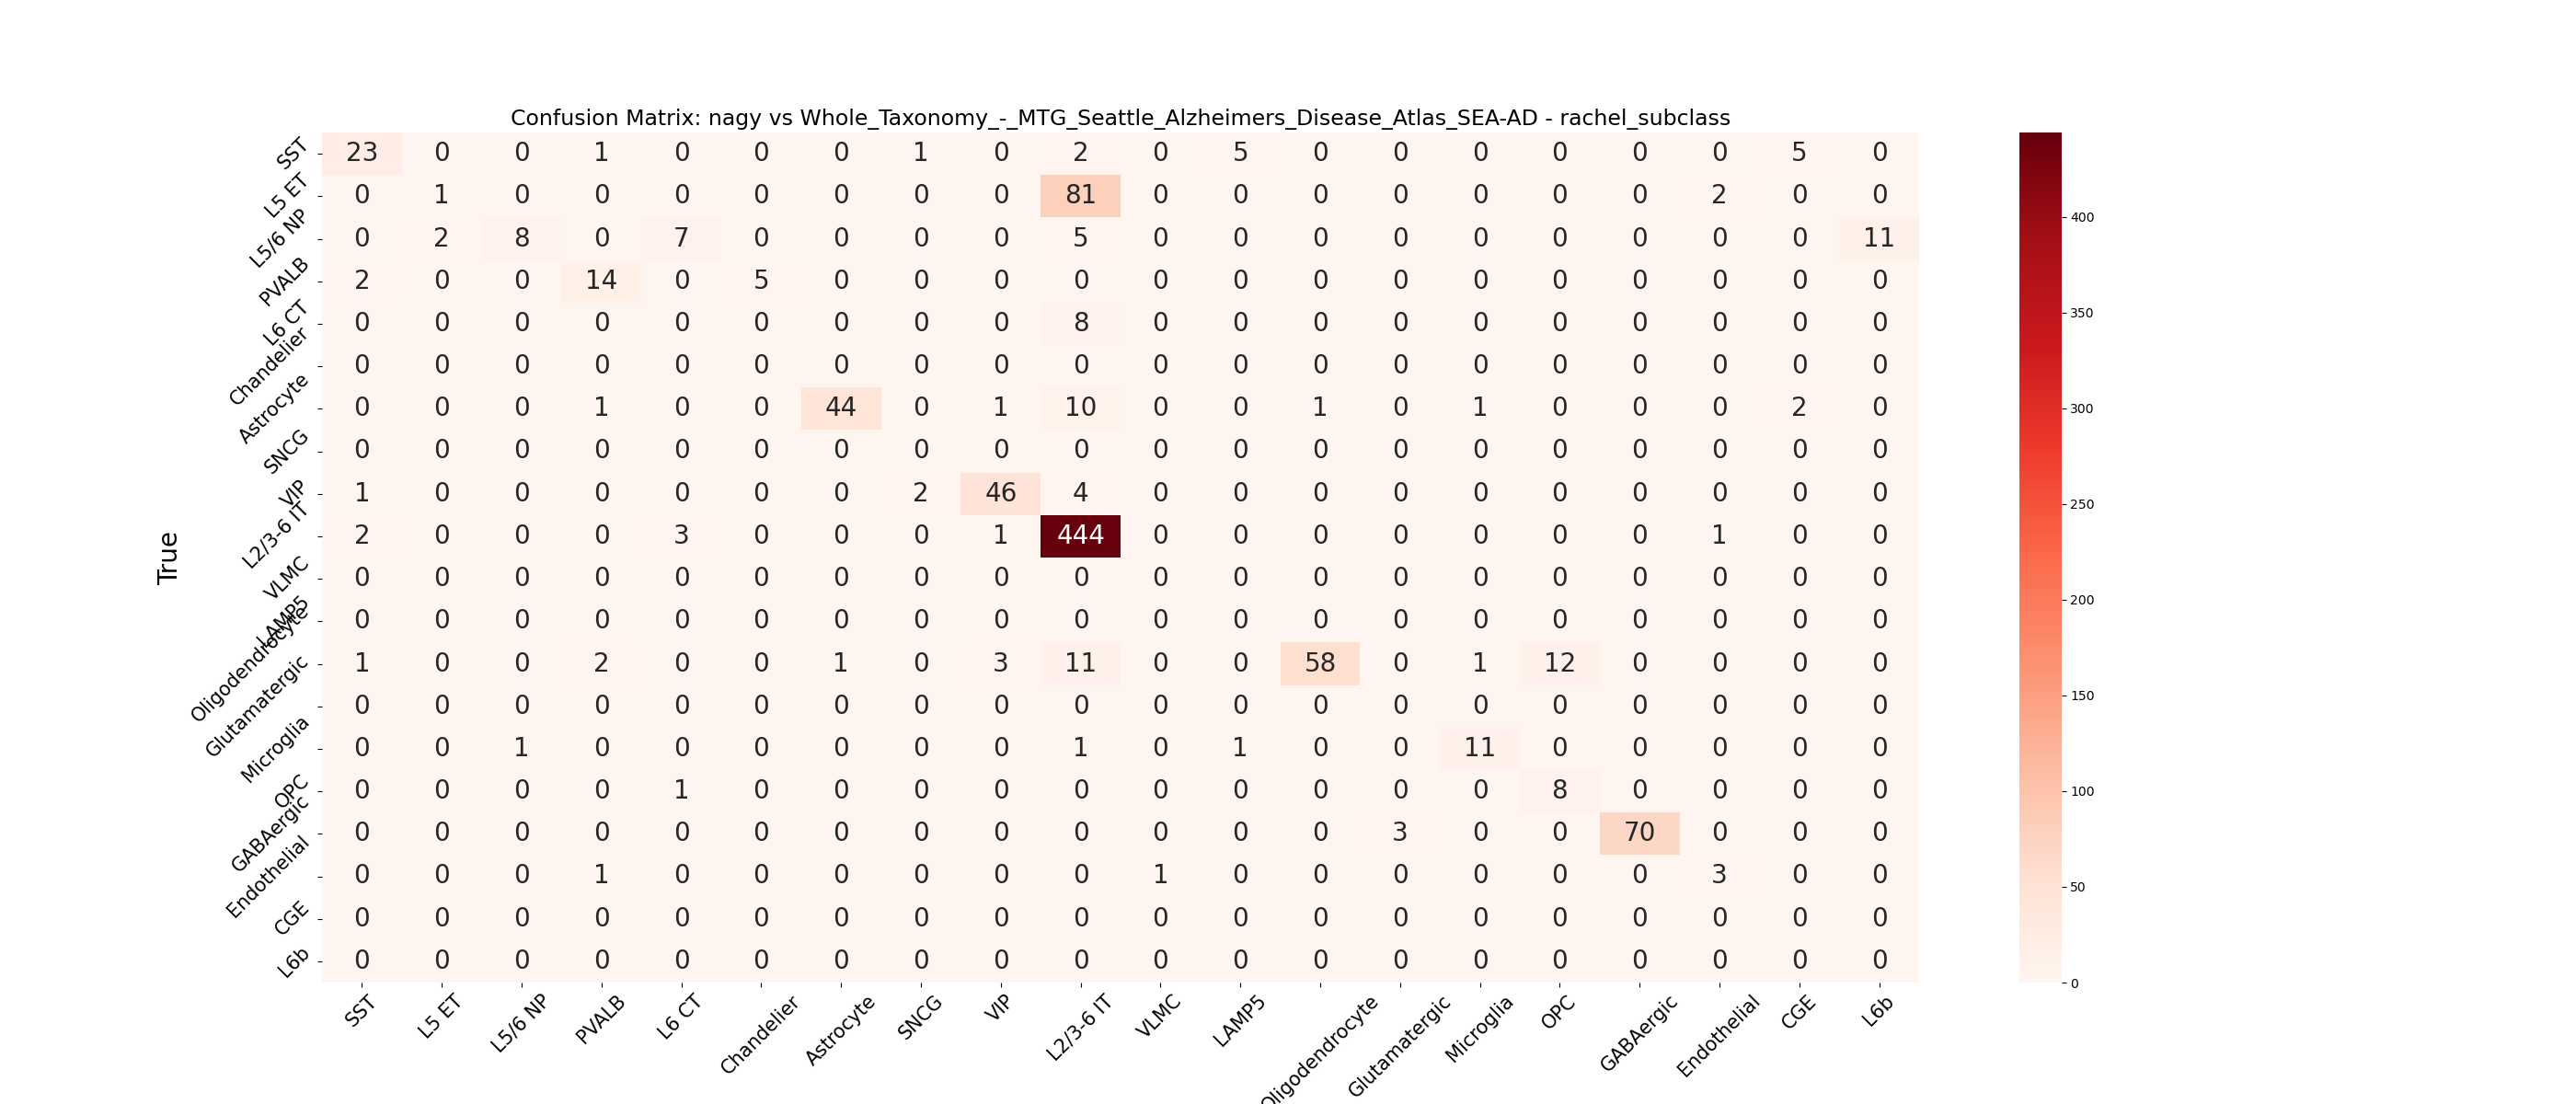 Confusion Matrix: nagy vs Whole_Taxonomy_-_MTG_Seattle_Alzheimers_Disease_Atlas_SEA-AD - rachel_subclass
True
SST 23 0 0 1 0 0 0 1 0 2 0 5 0 0 0 0 0 0 5 0
L5 ET 0 1 0 0 0 0 0 0 0 81 0 0 0 0 0 0 0 2 0 0
L5/6 NP 0 2 8 0 7 0 0 0 0 5 0 0 0 0 0 0 0 0 0 11
PVALB 2 0 0 14 0 5 0 0 0 0 0 0 0 0 0 0 0 0 0 0
L6 CT 0 0 0 0 0 0 0 0 0 8 0 0 0 0 0 0 0 0 0 0
Chandelier 0 0 0 0 0 0 0 0 0 0 0 0 0 0 0 0 0 0 0 0
Astrocyte 0 0 0 1 0 0 44 0 1 10 0 0 1 0 1 0 0 0 2 0
SNCG 0 0 0 0 0 0 0 0 0 0 0 0 0 0 0 0 0 0 0 0
VIP 1 0 0 0 0 0 0 2 46 4 0 0 0 0 0 0 0 0 0 0
L2/3-6 IT 2 0 0 0 3 0 0 0 1 444 0 0 0 0 0 0 0 1 0 0
VLMC 0 0 0 0 0 0 0 0 0 0 0 0 0 0 0 0 0 0 0 0
LAMP5 0 0 0 0 0 0 0 0 0 0 0 0 0 0 0 0 0 0 0 0
Oligodendrocyte 1 0 0 2 0 0 1 0 3 11 0 0 58 0 1 12 0 0 0 0
Glutamatergic 0 0 0 0 0 0 0 0 0 0 0 0 0 0 0 0 0 0 0 0
Microglia 0 0 1 0 0 0 0 0 0 1 0 1 0 0 11 0 0 0 0 0
OPC 0 0 0 0 1 0 0 0 0 0 0 0 0 0 0 8 0 0 0 0
GABAergic 0 0 0 0 0 0 0 0 0 0 0 0 0 3 0 0 70 0 0 0
Endothelial 0 0 0 1 0 0 0 0 0 0 1 0 0 0 0 0 0 3 0 0
CGE 0 0 0 0 0 0 0 0 0 0 0 0 0 0 0 0 0 0 0 0
L6b 0 0 0 0 0 0 0 0 0 0 0 0 0 0 0 0 0 0 0 0
SST L5 ET L5/6 NP PVALB L6 CT Chandelier Astrocyte SNCG VIP L2/3-6 IT VLMC LAMP5 Oligodendrocyte Glutamatergic Microglia OPC GABAergic Endothelial CGE L6b
400
350
300
250
200
150
100
50
0